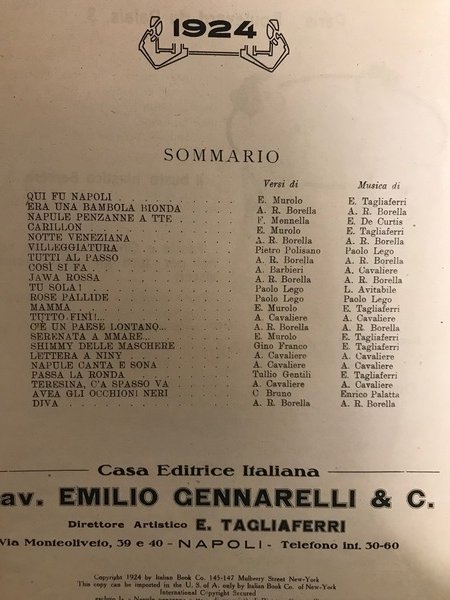 1924
SOMMARIO
Versi di Musica di
QUI FU NAPOLI E. Murolo E. Tagliaferri
ERA UNA BAMBOLA BIONDA A. R. Borella A. R. Borella
NAPULE PENZANNE A TTE F. Mennella E. De Curtis
CARILLON E. Murolo E. Tagliaferri
NOTTE VENEZIANA A. R. Borella A. R. Borella
VILLEGGIATURA Pietro Polisano Paolo Lego
TUTTI AL PASSO A. R. Borella A. R. Borella
COSÌ SI FA A. Barbieri A. Cavaliere
JAWA ROSSA A. R. Borella A. R. Borella
TU SOLA! Paolo Lego L. Avitabile
ROSE PALLIDE Paolo Lego Paolo Lego
MAMMA E. Murolo E. Tagliaferri
TUTTO FINÌ!... A. Cavaliere A. Cavaliere
C'È UN PAESE LONTANO... A. R. Borella A. R. Borella
SERENATA A MMARE... E. Murolo E. Tagliaferri
SHIMMY DELLE MASCHERE Gino Franco E. Tagliaferri
LETTERA A NINY A. Cavaliere A. Cavaliere
NAPULE CANTA E SONA A. Cavaliere A. Cavaliere
PASSA LA RONDA Tullio Gentili E. Tagliaferri
TERESINA, C'A SPASSO VA A. Cavaliere A. Cavaliere
AVEA GLI OCCHIONI NERI C Bruno Enrico Palatta
DIVA A. R. Borella A. R. Borella
Casa Editrice Italiana
av. EMILIO GENNARELLI & C.
Direttore Artistico E. TAGLIAFERRI
Via Monteoliveto, 39 e 40 - NAPOLI - Telefono int. 30-60
Copyright 1924 by Italian Book Co. 145-147 Mulberry Street New-York
This copy can be imported in the U. S. of A. only by Italian Book Co. New-York
International Copyright Secured